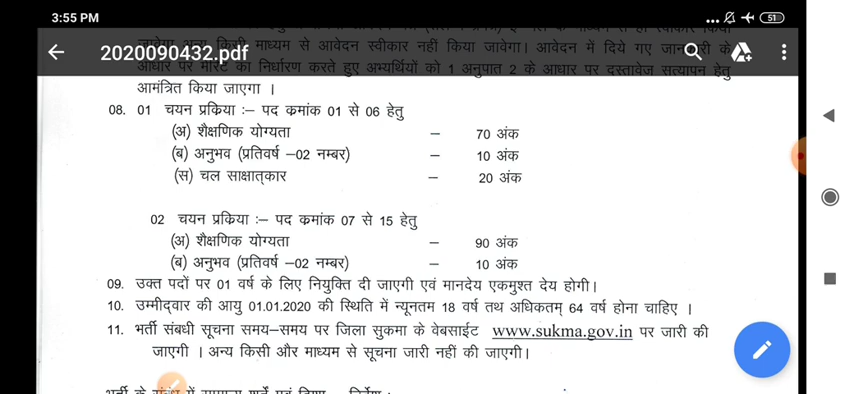 3:55 PM
51
2020090432.pdf
जावेगा अन्य किसी माध्यम से आवेदन स्वीकार नहीं किया जावेगा। आवेदन में दिये गए जानकारी के
आधार पर मेरिट का निर्धारण करते हुए अभ्यर्थियों को 1 अनुपात 2 के आधार पर दस्तावेज सत्यापन हेतु
आमंत्रित किया जाएगा ।
08. 01 चयन प्रकिया :– पद कमांक 01 से 06 हेतु
(अ) शैक्षणिक योग्यता – 70 अंक
(ब) अनुभव (प्रतिवर्ष –02 नम्बर) – 10 अंक
(स) चल साक्षात्कार – 20 अंक
02 चयन प्रकिया :– पद कमांक 07 से 15 हेतु
(अ) शैक्षणिक योग्यता – 90 अंक
(ब) अनुभव (प्रतिवर्ष –02 नम्बर) – 10 अंक
09. उक्त पदों पर 01 वर्ष के लिए नियुक्ति दी जाएगी एवं मानदेय एकमुश्त देय होगी।
10. उम्मीदवार की आयु 01.01.2020 की स्थिति में न्यूनतम 18 वर्ष तथ अधिकतम् 64 वर्ष होना चाहिए ।
11. भर्ती संबधी सूचना समय–समय पर जिला सुकमा के वेबसाईट www.sukma.gov.in पर जारी की
जाएगी । अन्य किसी और माध्यम से सूचना जारी नहीं की जाएगी।